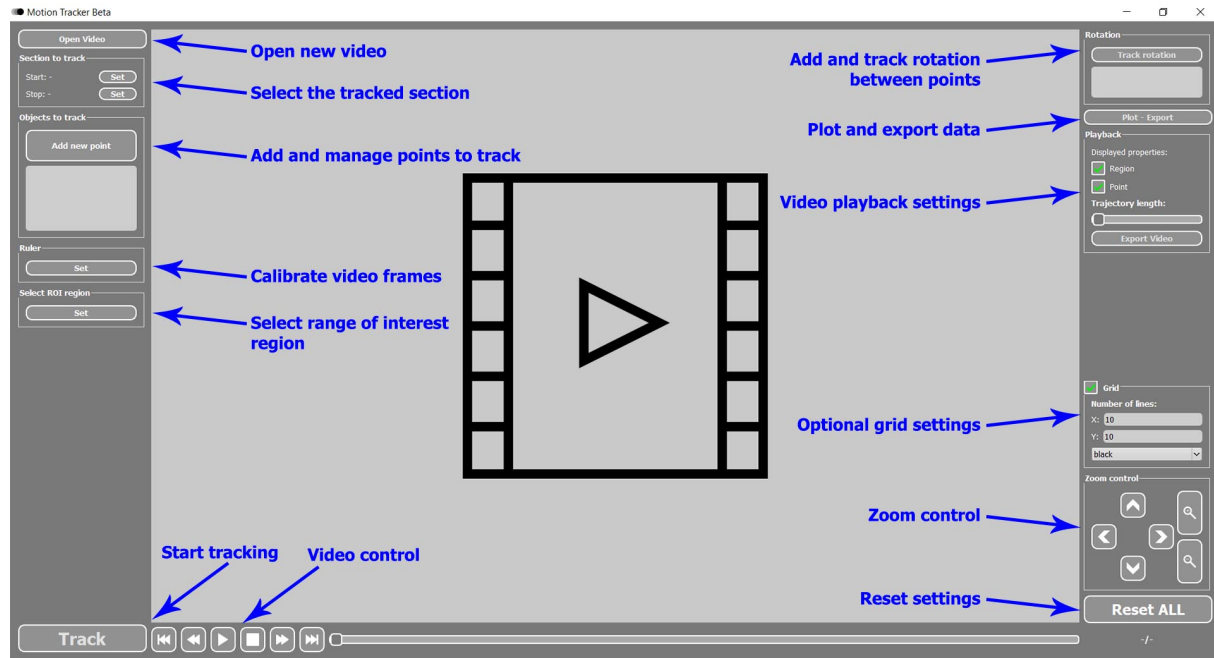 Motion Tracker Beta
Open Video
Section to track
Start: -
Set
Stop: -
Set
Objects to track
Add new point
Ruler
Set
Select ROI region
Set
Track
Open new video
Select the tracked section
Add and manage points to track
Calibrate video frames
Select range of interest
region
Start tracking
Video control
Add and track rotation
between points
Plot and export data
Video playback settings
Optional grid settings
Zoom control
Reset settings
Rotation
Track rotation
Plot - Export
Playback
Displayed properties:
Region
Point
Trajectory length:
Export Video
Grid
Number of lines:
X: 10
Y: 10
black
Zoom control
Reset ALL
-/-